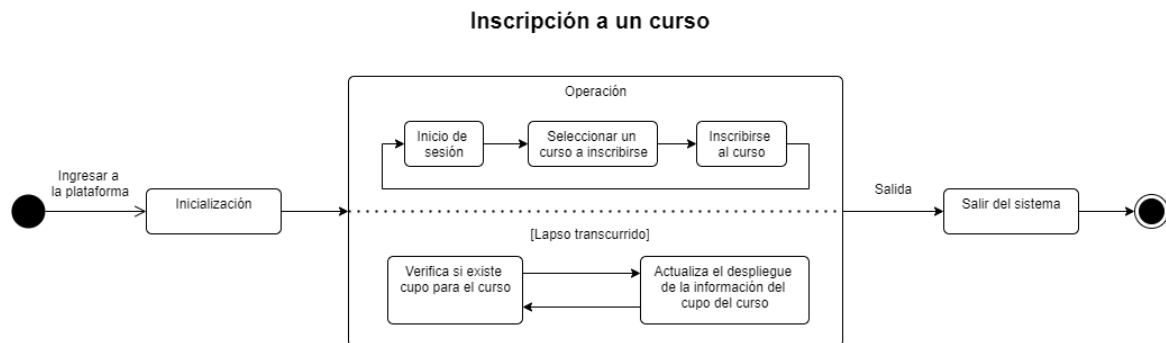 Inscripción a un curso
Operación
Inicio de
sesión
Seleccionar un
curso a inscribirse
Inscribirse
al curso
Ingresar a
la plataforma
Inicialización
Salida
Salir del sistema
[Lapso transcurrido]
Verifica si existe
cupo para el curso
Actualiza el despliegue
de la información del
cupo del curso